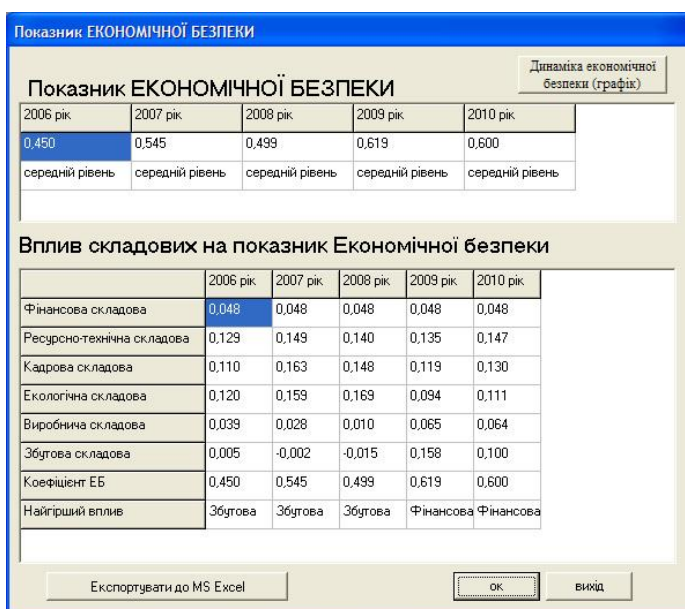 Показник ЕКОНОМІЧНОЇ БЕЗПЕКИ
Динаміка економічної
безпеки (графік)
Показник ЕКОНОМІЧНОЇ БЕЗПЕКИ
2006 рік 2007 рік 2008 рік 2009 рік 2010 рік
0,450 0,545 0,499 0,619 0,600
середній рівень середній рівень середній рівень середній рівень середній рівень
Вплив складових на показник Економічної безпеки
2006 рік 2007 рік 2008 рік 2009 рік 2010 рік
Фінансова складова 0,048 0,048 0,048 0,048 0,048
Ресурсно-технічна складова 0,129 0,149 0,140 0,135 0,147
Кадрова складова 0,110 0,163 0,148 0,119 0,130
Екологічна складова 0,120 0,159 0,169 0,094 0,111
Виробнича складова 0,039 0,028 0,010 0,065 0,064
Збутова складова 0,005 -0,002 -0,015 0,158 0,100
Коефіцієнт ЕБ 0,450 0,545 0,499 0,619 0,600
Найгірший вплив Збутова Збутова Збутова Фінансова Фінансова
Експортувати до MS Excel ок вихід